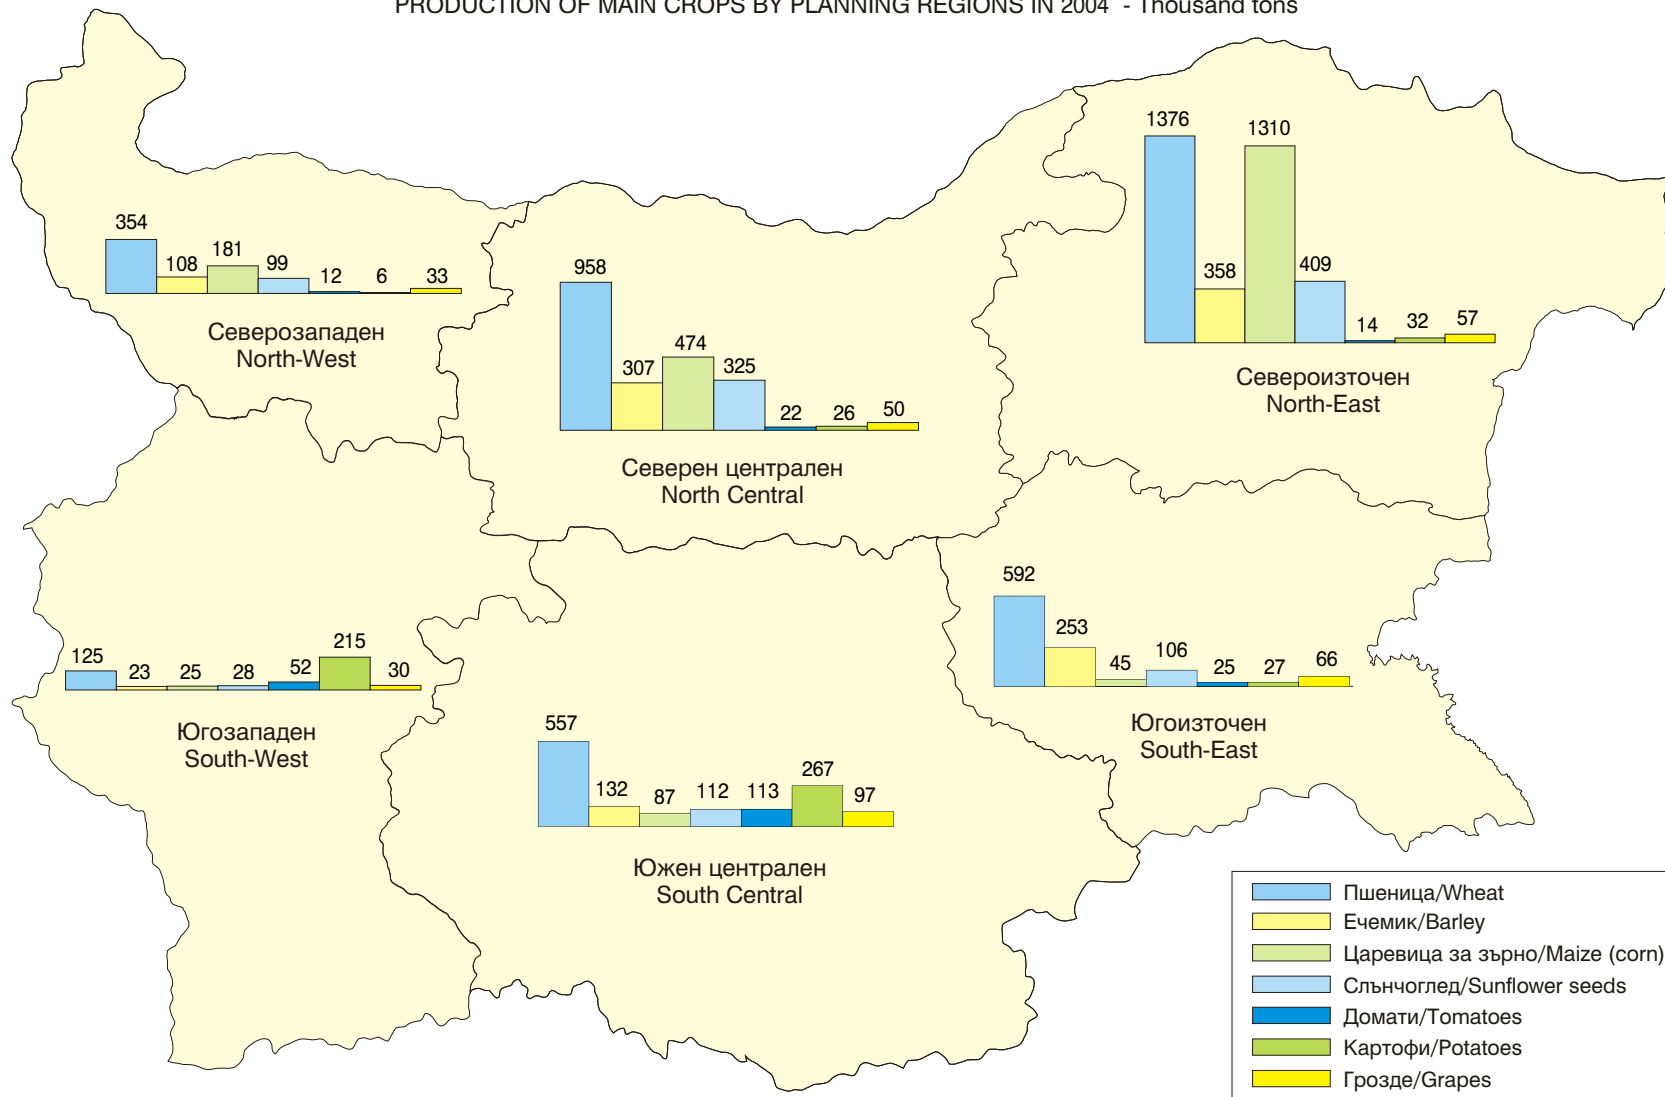 PRODUCTION OF MAIN CROPS BY PLANNING REGIONS IN 2004 - Thousand tons
354
108
181
99
12
6
33
Северозападен
North-West
958
307
474
325
22
26
50
Северен централен
North Central
1376
358
1310
409
14
32
57
Североизточен
North-East
125
23
25
28
52
215
30
Югозападен
South-West
557
132
87
112
113
267
97
Южен централен
South Central
592
253
45
106
25
27
66
Югоизточен
South-East
Пшеница/Wheat
Ечемик/Barley
Царевица за зърно/Maize (corn)
Слънчоглед/Sunflower seeds
Домати/Tomatoes
Картофи/Potatoes
Грозде/Grapes